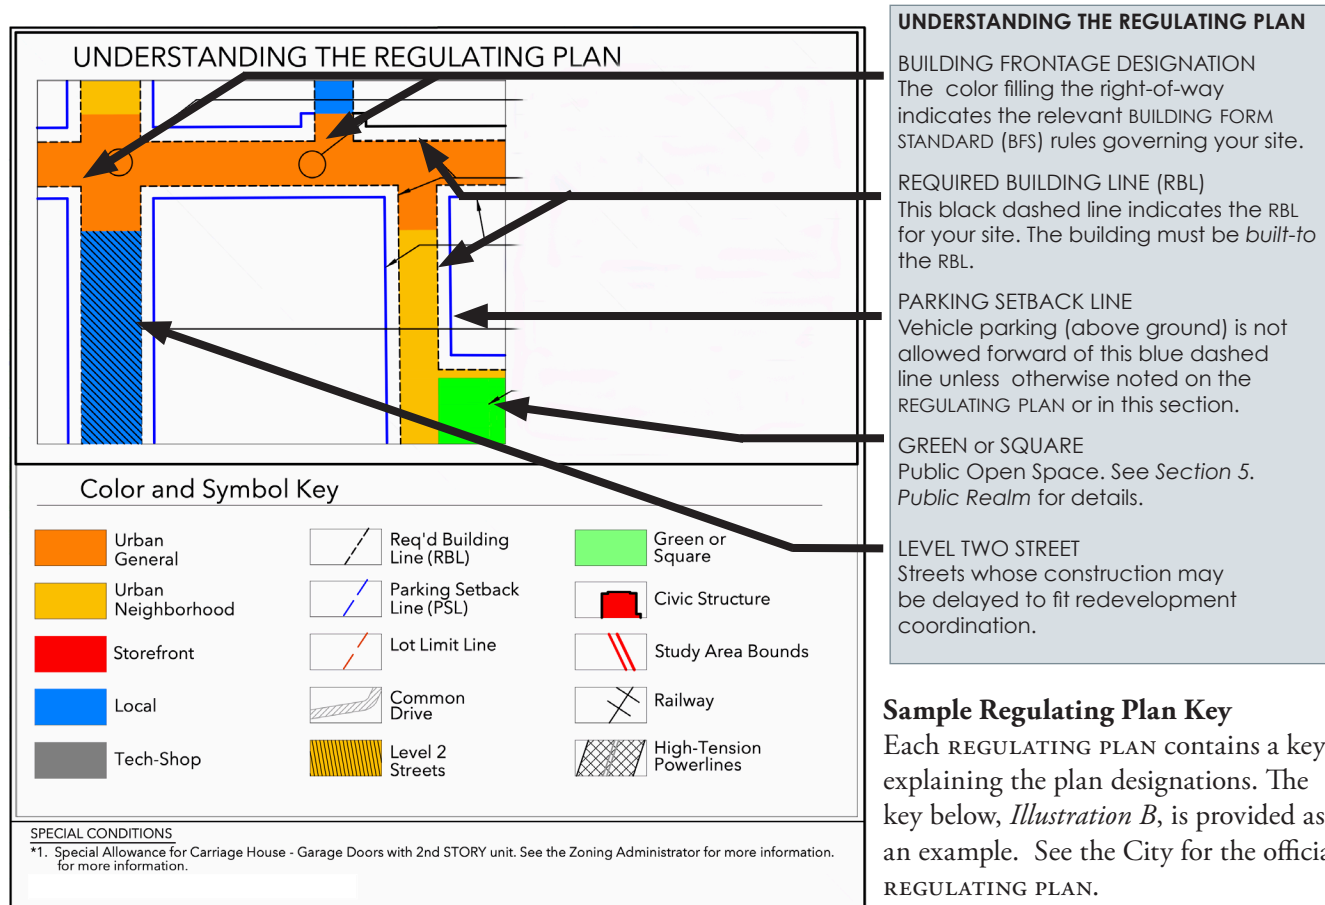 UNDERSTANDING THE REGULATING PLAN
Color and Symbol Key
Urban
General
Urban
Neighborhood
Storefront
Local
Tech-Shop
Req'd Building
Line (RBL)
Parking Setback
Line (PSL)
Lot Limit Line
Common
Drive
Level 2
Streets
Green or
Square
Civic Structure
Study Area Bounds
Railway
High-Tension
Powerlines
SPECIAL CONDITIONS
*1. Special Allowance for Carriage House - Garage Doors with 2nd STORY unit. See the Zoning Administrator for more information.
for more information.
UNDERSTANDING THE REGULATING PLAN
BUILDING FRONTAGE DESIGNATION
The color filling the right-of-way
indicates the relevant BUILDING FORM
STANDARD (BFS) rules governing your site.
REQUIRED BUILDING LINE (RBL)
This black dashed line indicates the RBL
for your site. The building must be built-to
the RBL.
PARKING SETBACK LINE
Vehicle parking (above ground) is not
allowed forward of this blue dashed
line unless otherwise noted on the
REGULATING PLAN or in this section.
GREEN or SQUARE
Public Open Space. See Section 5.
Public Realm for details.
LEVEL TWO STREET
Streets whose construction may
be delayed to fit redevelopment
coordination.
Sample Regulating Plan Key
Each REGULATING PLAN contains a key
explaining the plan designations. The
key below, Illustration B, is provided as
an example. See the City for the officia
REGULATING PLAN.